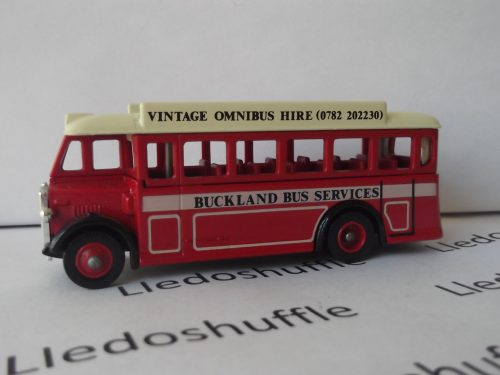 VINTAGE OMNIBUS HIRE (0782 202230)
BUCKLAND BUS SERVICES
Lledoshuffle
Lledoshuffle
Lledoshuffle